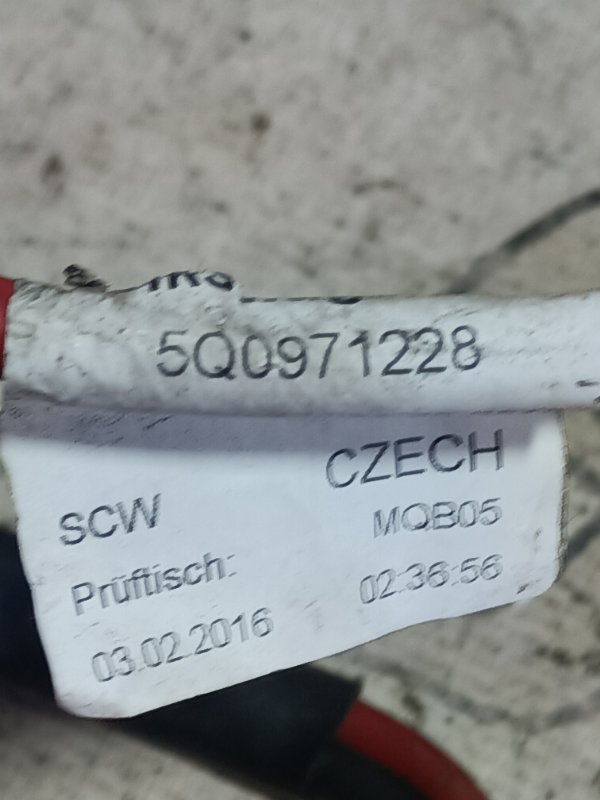 5Q0971228
CZECH
SCW
MQB05
Prüftisch:
02:36:56
03.02.2016